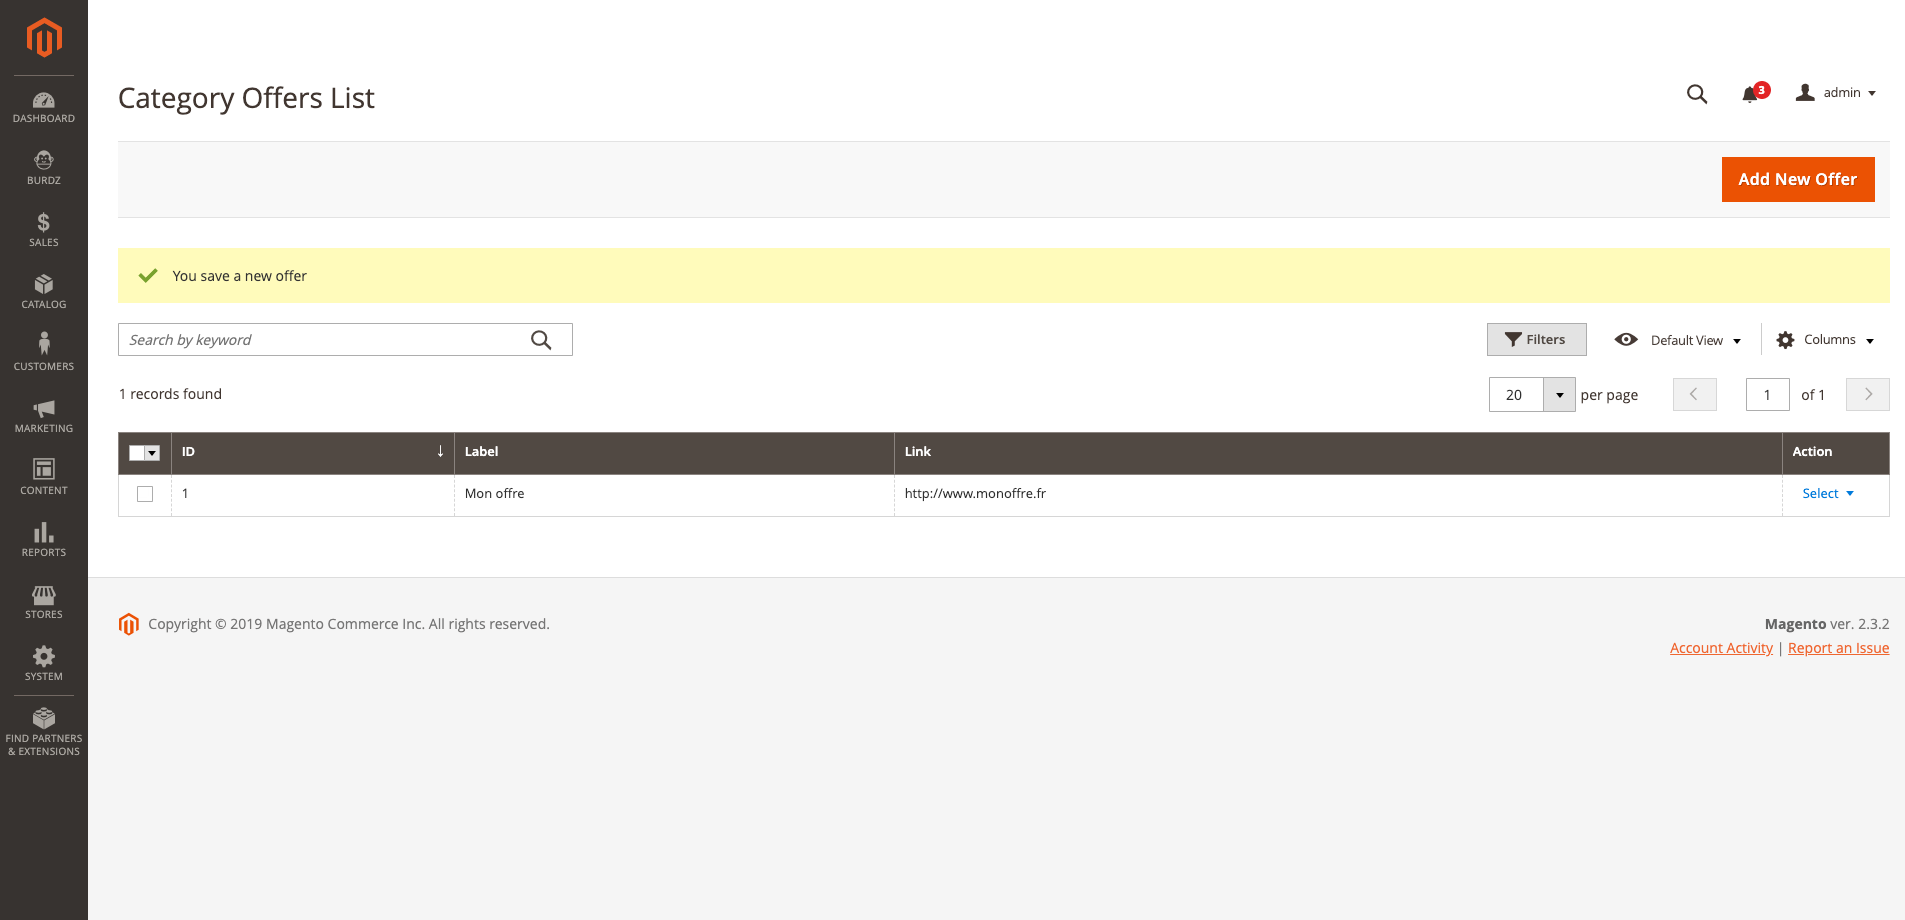 Category Offers List
3
admin
DASHBOARD
BURDZ
SALES
CATALOG
CUSTOMERS
MARKETING
CONTENT
REPORTS
STORES
SYSTEM
FIND PARTNERS
& EXTENSIONS
Add New Offer
You save a new offer
Search by keyword
Filters
Default View
Columns
1 records found
20
per page
1
of 1
ID ↓ Label Link Action
1 Mon offre http://www.monoffre.fr Select
Copyright © 2019 Magento Commerce Inc. All rights reserved.
Magento ver. 2.3.2
Account Activity | Report an Issue